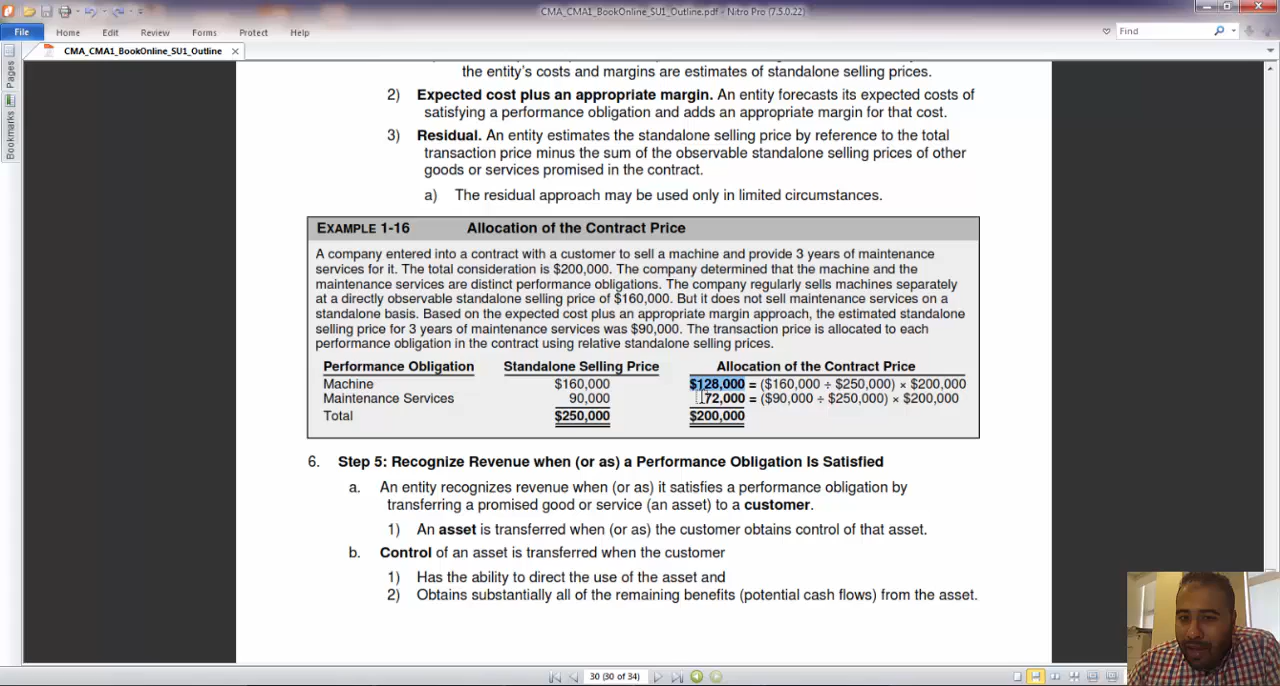 CMA_CMA1_BookOnline_SU1_Outline.pdf - Nitro Pro (7.5.0.22)
File Home Edit Review Forms Protect Help
Find
CMA_CMA1_BookOnline_SU1_Outline
Pages
Bookmarks
the entity's costs and margins are estimates of standalone selling prices.
2) Expected cost plus an appropriate margin. An entity forecasts its expected costs of
satisfying a performance obligation and adds an appropriate margin for that cost.
3) Residual. An entity estimates the standalone selling price by reference to the total
transaction price minus the sum of the observable standalone selling prices of other
goods or services promised in the contract.
a) The residual approach may be used only in limited circumstances.
EXAMPLE 1-16 Allocation of the Contract Price
A company entered into a contract with a customer to sell a machine and provide 3 years of maintenance
services for it. The total consideration is $200,000. The company determined that the machine and the
maintenance services are distinct performance obligations. The company regularly sells machines separately
at a directly observable standalone selling price of $160,000. But it does not sell maintenance services on a
standalone basis. Based on the expected cost plus an appropriate margin approach, the estimated standalone
selling price for 3 years of maintenance services was $90,000. The transaction price is allocated to each
performance obligation in the contract using relative standalone selling prices.
Performance Obligation Standalone Selling Price Allocation of the Contract Price
Machine $160,000 $128,000 = ($160,000 ÷ $250,000) × $200,000
Maintenance Services 90,000 72,000 = ($90,000 ÷ $250,000) × $200,000
Total $250,000 $200,000
6. Step 5: Recognize Revenue when (or as) a Performance Obligation Is Satisfied
a. An entity recognizes revenue when (or as) it satisfies a performance obligation by
transferring a promised good or service (an asset) to a customer.
1) An asset is transferred when (or as) the customer obtains control of that asset.
b. Control of an asset is transferred when the customer
1) Has the ability to direct the use of the asset and
2) Obtains substantially all of the remaining benefits (potential cash flows) from the asset.
30 (30 of 34)